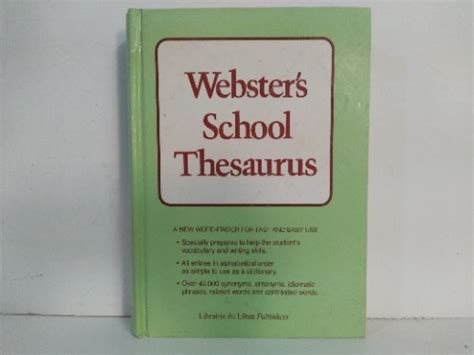 Webster's
School
Thesaurus
A NEW WORD-FINDER FOR FAST AND EASY USE
• Specially prepared to help the student's
vocabulary and writing skills.
• All entries in alphabetical order
as simple to use as a dictionary.
• Over 43,000 synonyms, antonyms, idiomatic
phrases, related words and contrasted words.
Librairie du Liban Publishers